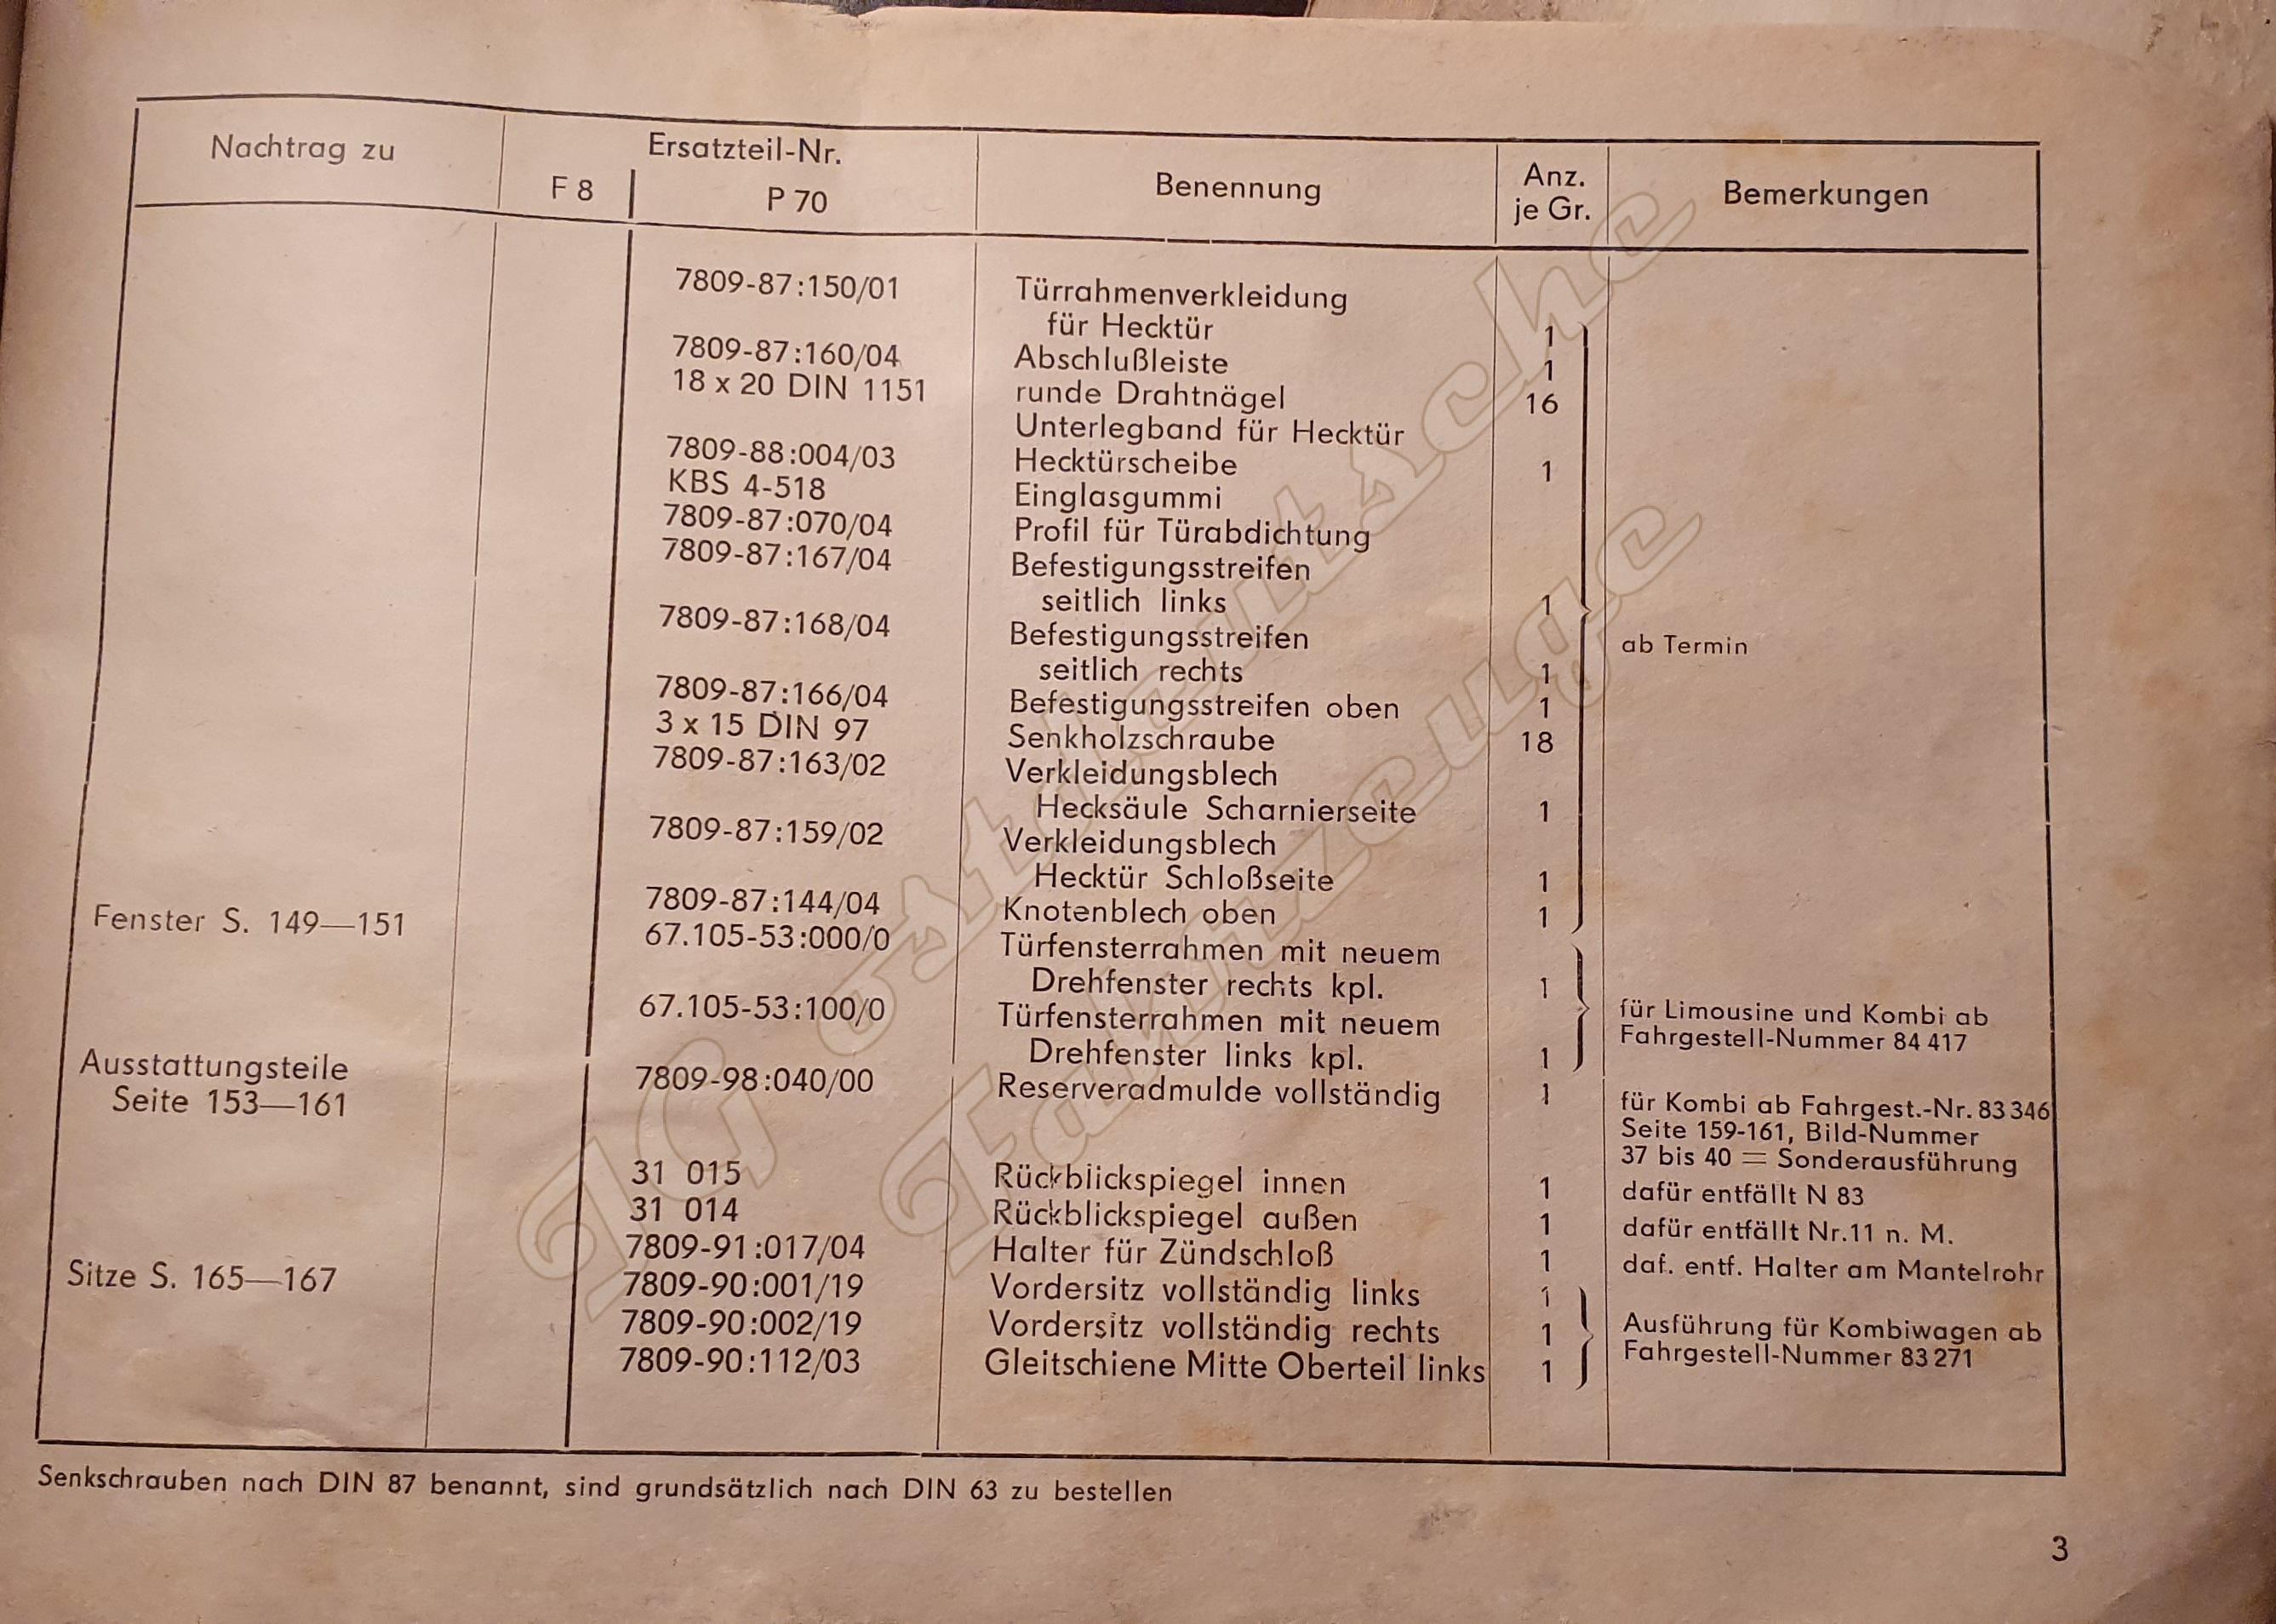 Nachtrag zu
Ersatzteil-Nr.
F 8
P 70
Benennung
Anz.
je Gr.
Bemerkungen
7809-87:150/01 Türrahmenverkleidung
für Hecktür 1
7809-87:160/04 Abschlußleiste 1
18 x 20 DIN 1151 runde Drahtnägel 16
Unterlegband für Hecktür
7809-88:004/03 Hecktürscheibe 1
KBS 4-518 Einglasgummi
7809-87:070/04 Profil für Türabdichtung
7809-87:167/04 Befestigungsstreifen
seitlich links 1
7809-87:168/04 Befestigungsstreifen ab Termin
seitlich rechts 1
7809-87:166/04 Befestigungsstreifen oben 1
3 x 15 DIN 97 Senkholzschraube 18
7809-87:163/02 Verkleidungsblech
Hecksäule Scharnierseite 1
7809-87:159/02 Verkleidungsblech
Hecktür Schloßseite 1
7809-87:144/04 Knotenblech oben 1
Fenster S. 149—151 67.105-53:000/0 Türfensterrahmen mit neuem
Drehfenster rechts kpl. 1
67.105-53:100/0 Türfensterrahmen mit neuem
Drehfenster links kpl. 1
für Limousine und Kombi ab
Fahrgestell-Nummer 84 417
Ausstattungsteile
Seite 153—161
7809-98:040/00 Reserveradmulde vollständig 1 für Kombi ab Fahrgest.-Nr. 83 346
Seite 159-161, Bild-Nummer
37 bis 40 = Sonderausführung
31 015 Rückblickspiegel innen 1 dafür entfällt N 83
31 014 Rückblickspiegel außen 1 dafür entfällt Nr. 11 n. M.
7809-91:017/04 Halter für Zündschloß 1 daf. entf. Halter am Mantelrohr
Sitze S. 165—167 7809-90:001/19 Vordersitz vollständig links 1
7809-90:002/19 Vordersitz vollständig rechts 1
7809-90:112/03 Gleitschiene Mitte Oberteil links 1
Ausführung für Kombiwagen ab
Fahrgestell-Nummer 83 271
Senkschrauben nach DIN 87 benannt, sind grundsätzlich nach DIN 63 zu bestellen
3
IG ostdeutsche
Fahrzeuge